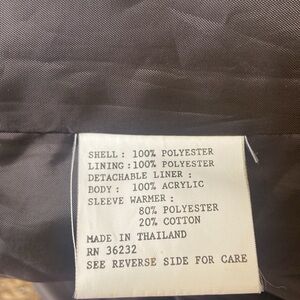 SHELL : 100% POLYESTER
LINING : 100% POLYESTER
DETACHABLE LINER :
BODY : 100% ACRYLIC
SLEEVE WARMER :
80% POLYESTER
20% COTTON
MADE IN THAILAND
RN 36232
SEE REVERSE SIDE FOR CARE